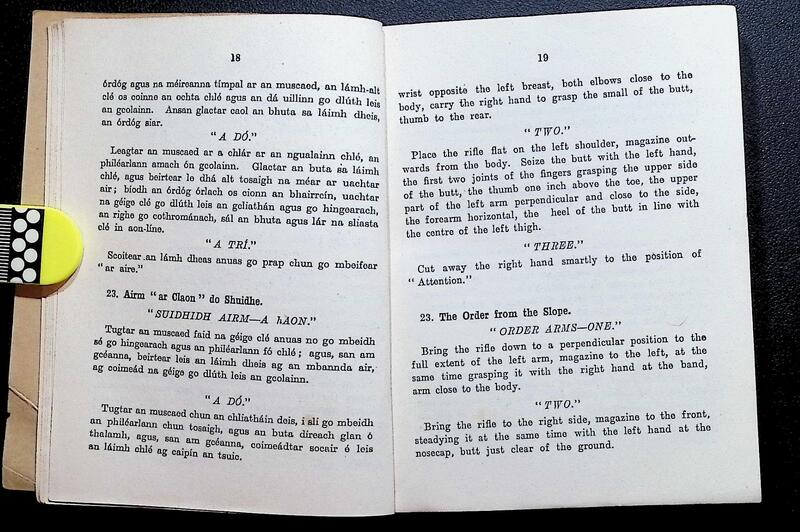 18
órdóg agus na méireanna tímpal ar an muscaed, an lámh-alt
clé os coinne an ochta chlé agus an dá uillinn go dlúth leis
an gcolainn. Ansan glactar caol an bhuta sa láimh dheis,
an órdóg siar.
"A DÓ."
Leagtar an muscaed ar a chlár ar an ngualainn chlé, an
philéarlann amach ón gcolainn. Glactar an buta sa láimh
chlé, agus beirtear le dhá alt tosaigh na méar ar uachtar
air; bíodh an órdóg órlach os cionn an bhairrcín, uachtar
na géige clé go dlúth leis an gcliathán agus go hingearach,
an righe go cothrománach, sál an bhuta agus lár na sliasta
clé in aon-líne.
"A TRÍ."
Scoitear an lámh dheas anuas go prap chun go mbeifear
"ar aire."
23. Airm "ar Claon" do Shuidhe.
"SUIDHIDH AIRM—A hAON."
Tugtar an muscaed faid na géige clé anuas no go mbeidh
sé go hingearach agus an philéarlann fó chlé; agus, san am
gcéanna, beirtear leis an láimh dheis ag an mbannda air,
ag coimeád na géige go dlúth leis an gcolainn.
"A DÓ."
Tugtar an muscaed chun an chliatháin deis, i slí go mbeidh
an philéarlann chun tosaigh, agus an buta díreach glan ó
thalamh, agus, san am gcéanna, coimeádtar socair é leis
an láimh chlé ag caipín an tsuic.
19
wrist opposite the left breast, both elbows close to the
body, carry the right hand to grasp the small of the butt,
thumb to the rear.
"TWO."
Place the rifle flat on the left shoulder, magazine out-
wards from the body. Seize the butt with the left hand,
the first two joints of the fingers grasping the upper side
of the butt, the thumb one inch above the toe, the upper
part of the left arm perpendicular and close to the side,
the forearm horizontal, the heel of the butt in line with
the centre of the left thigh.
"THREE."
Cut away the right hand smartly to the position of
"Attention."
23. The Order from the Slope.
"ORDER ARMS—ONE."
Bring the rifle down to a perpendicular position to the
full extent of the left arm, magazine to the left, at the
same time grasping it with the right hand at the band,
arm close to the body.
"TWO."
Bring the rifle to the right side, magazine to the front,
steadying it at the same time with the left hand at the
nosecap, butt just clear of the ground.